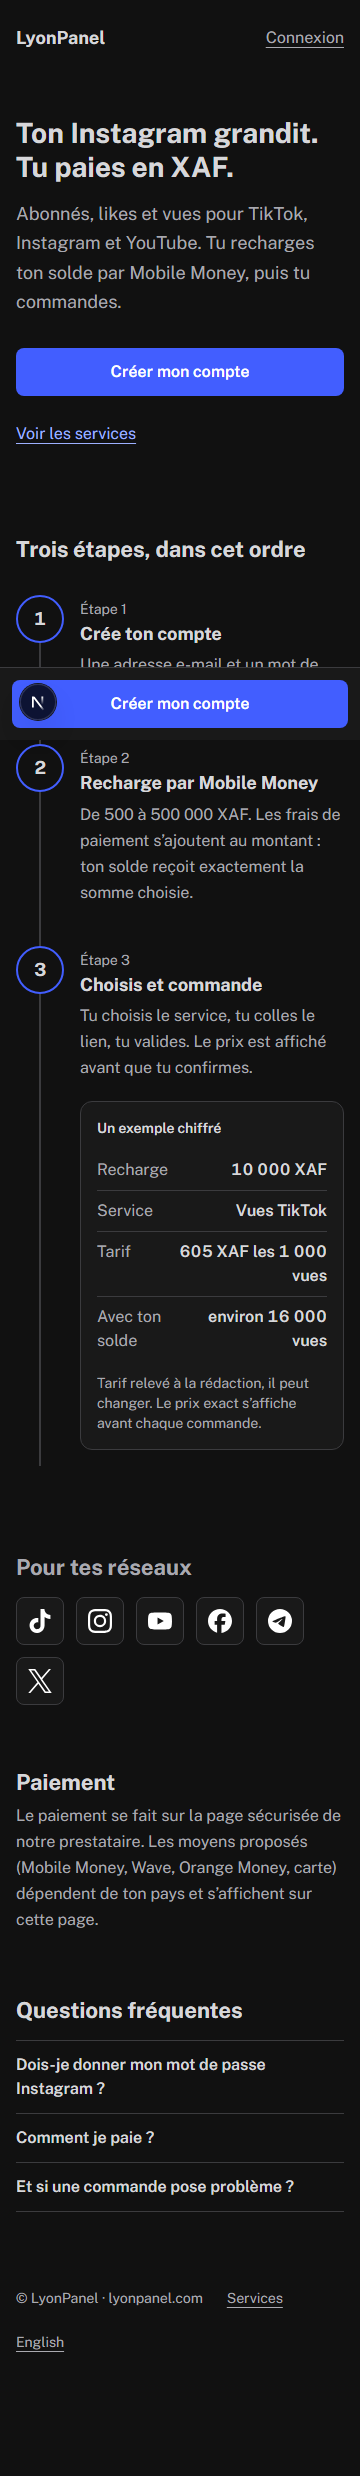 LyonPanel
Connexion
Ton Instagram grandit.
Tu paies en XAF.
Abonnés, likes et vues pour TikTok,
Instagram et YouTube. Tu recharges
ton solde par Mobile Money, puis tu
commandes.
Créer mon compte
Voir les services
Trois étapes, dans cet ordre
1
Étape 1
Crée ton compte
Une adresse e-mail et un mot de
N
Créer mon compte
2
Étape 2
Recharge par Mobile Money
De 500 à 500 000 XAF. Les frais de
paiement s’ajoutent au montant :
ton solde reçoit exactement la
somme choisie.
3
Étape 3
Choisis et commande
Tu choisis le service, tu colles le
lien, tu valides. Le prix est affiché
avant que tu confirmes.
Un exemple chiffré
Recharge 10 000 XAF
Service Vues TikTok
Tarif 605 XAF les 1 000
vues
Avec ton environ 16 000
solde vues
Tarif relevé à la rédaction, il peut
changer. Le prix exact s’affiche
avant chaque commande.
Pour tes réseaux
Paiement
Le paiement se fait sur la page sécurisée de
notre prestataire. Les moyens proposés
(Mobile Money, Wave, Orange Money, carte)
dépendent de ton pays et s’affichent sur
cette page.
Questions fréquentes
Dois-je donner mon mot de passe
Instagram ?
Comment je paie ?
Et si une commande pose problème ?
© LyonPanel · lyonpanel.com Services
English